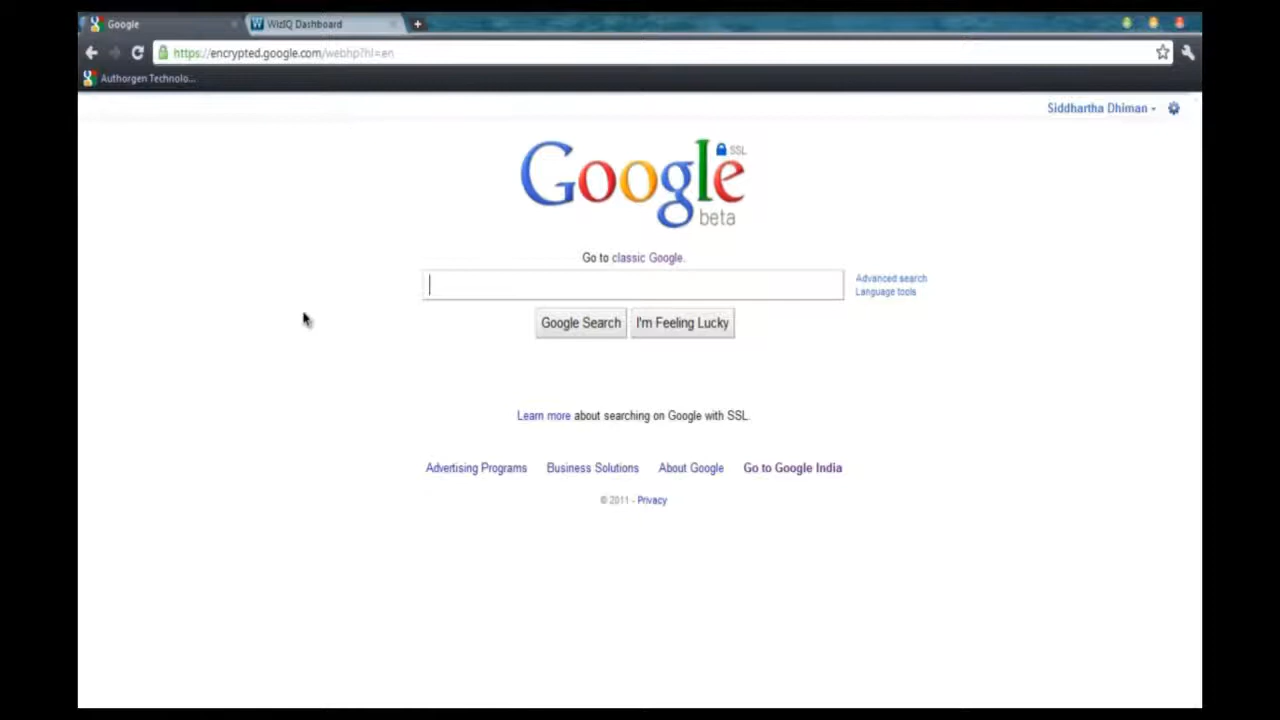 Google
WizIQ Dashboard
https://encrypted.google.com/webhp?hl=en
Authorgen Technolo...
Siddhartha Dhiman
Google SSL
beta
Go to classic Google.
Advanced search
Language tools
Google Search
I'm Feeling Lucky
Learn more about searching on Google with SSL.
Advertising Programs
Business Solutions
About Google
Go to Google India
© 2011 - Privacy